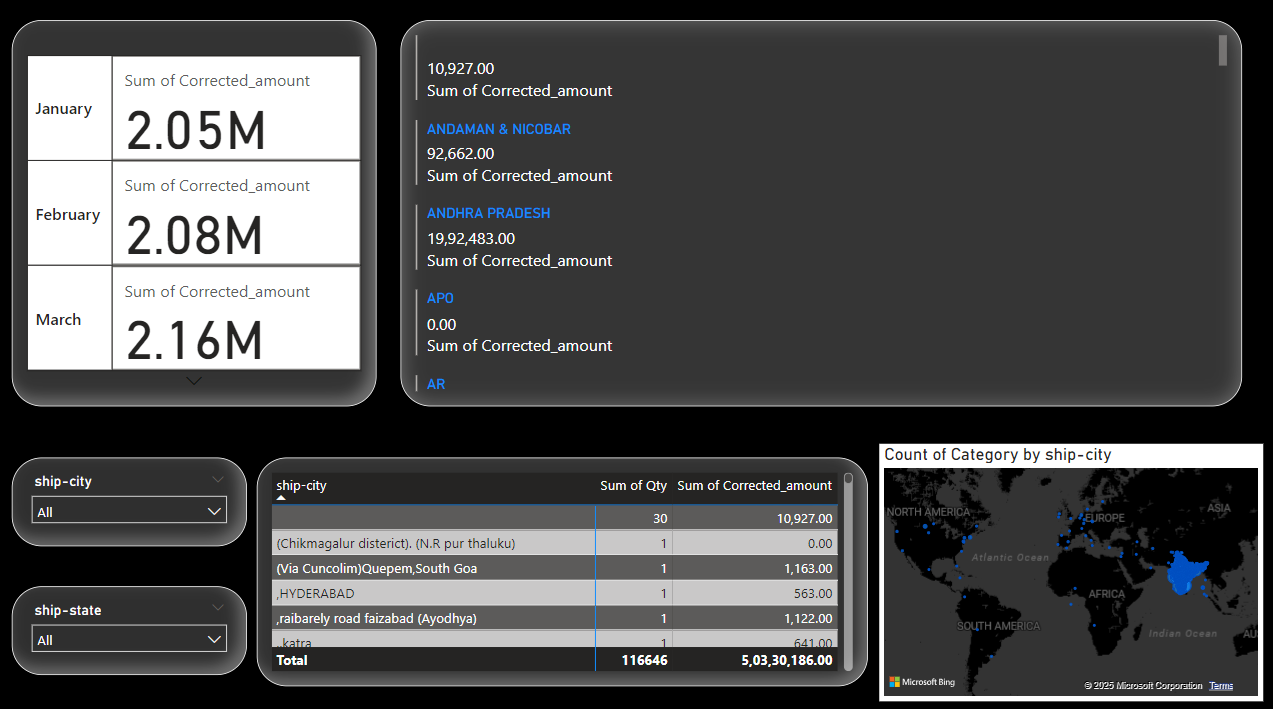 January
Sum of Corrected_amount
2.05M
February
Sum of Corrected_amount
2.08M
March
Sum of Corrected_amount
2.16M
10,927.00
Sum of Corrected_amount
ANDAMAN & NICOBAR
92,662.00
Sum of Corrected_amount
ANDHRA PRADESH
19,92,483.00
Sum of Corrected_amount
APO
0.00
Sum of Corrected_amount
AR
ship-city
All
ship-state
All
ship-city Sum of Qty Sum of Corrected_amount
30 10,927.00
(Chikmagalur disterict). (N.R pur thaluku) 1 0.00
(Via Cuncolim)Quepem,South Goa 1 1,163.00
,HYDERABAD 1 563.00
,raibarely road faizabad (Ayodhya) 1 1,122.00
..katra 1 641.00
Total 116646 5,03,30,186.00
Count of Category by ship-city
NORTH AMERICA
EUROPE
ASIA
Atlantic Ocean
AFRICA
SOUTH AMERICA
Indian Ocean
AU
Microsoft Bing
© 2025 Microsoft Corporation Terms